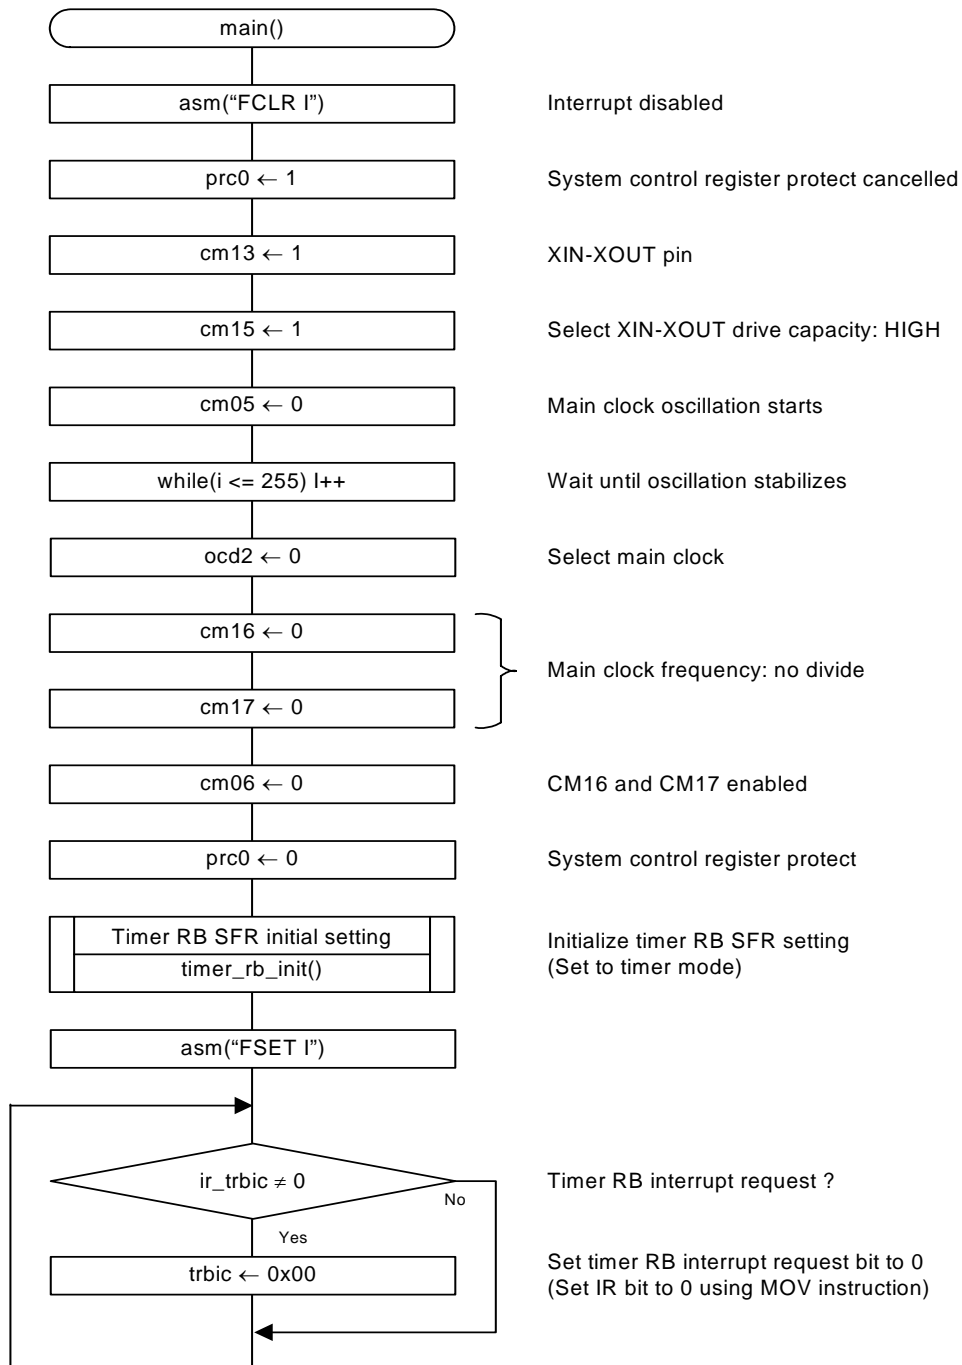 main()
asm(“FCLR I”)
Interrupt disabled
prc0 ← 1
System control register protect cancelled
cm13 ← 1
XIN-XOUT pin
cm15 ← 1
Select XIN-XOUT drive capacity: HIGH
cm05 ← 0
Main clock oscillation starts
while(i <= 255) I++
Wait until oscillation stabilizes
ocd2 ← 0
Select main clock
cm16 ← 0
Main clock frequency: no divide
cm17 ← 0
cm06 ← 0
CM16 and CM17 enabled
prc0 ← 0
System control register protect
Timer RB SFR initial setting
timer_rb_init()
Initialize timer RB SFR setting
(Set to timer mode)
asm(“FSET I”)
ir_trbic ≠ 0
Timer RB interrupt request ?
No
Yes
trbic ← 0x00
Set timer RB interrupt request bit to 0
(Set IR bit to 0 using MOV instruction)